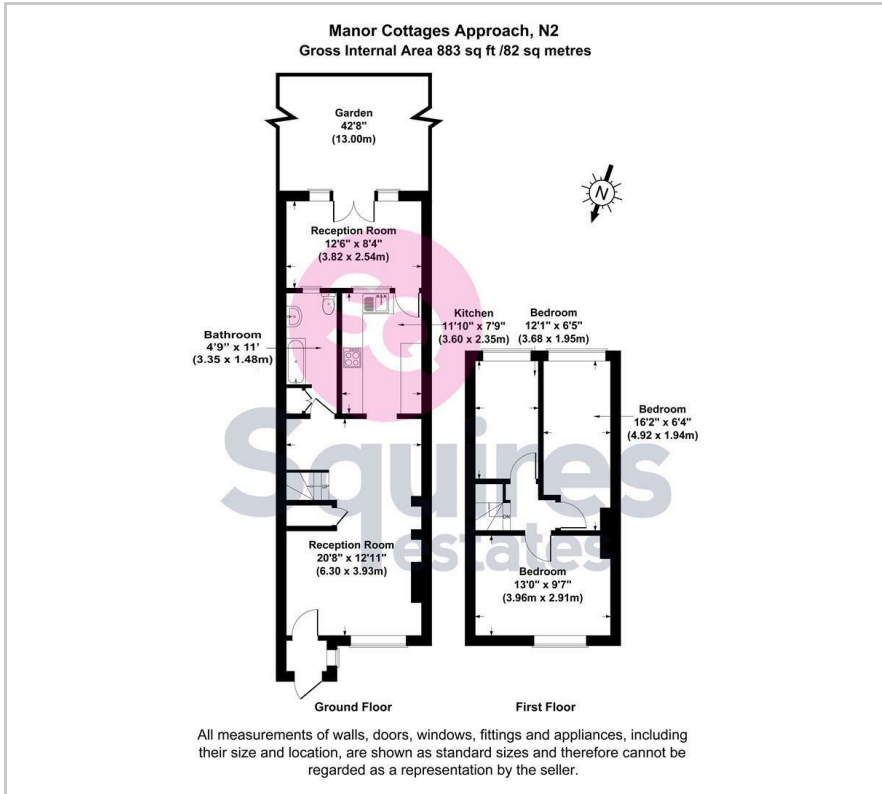 Manor Cottages Approach, N2
Gross Internal Area 883 sq ft /82 sq metres
Garden
42'8"
(13.00m)
N
Reception Room
12'6" x 8'4"
(3.82 x 2.54m)
SQ
Kitchen
11'10" x 7'9"
(3.60 x 2.35m)
Bedroom
12'1" x 6'5"
(3.68 x 1.95m)
Bathroom
4'9" x 11'
(3.35 x 1.48m)
Bedroom
16'2" x 6'4"
(4.92 x 1.94m)
Squires
estates
Reception Room
20'8" x 12'11"
(6.30 x 3.93m)
Bedroom
13'0" x 9'7"
(3.96m x 2.91m)
Ground Floor
First Floor
All measurements of walls, doors, windows, fittings and appliances, including
their size and location, are shown as standard sizes and therefore cannot be
regarded as a representation by the seller.